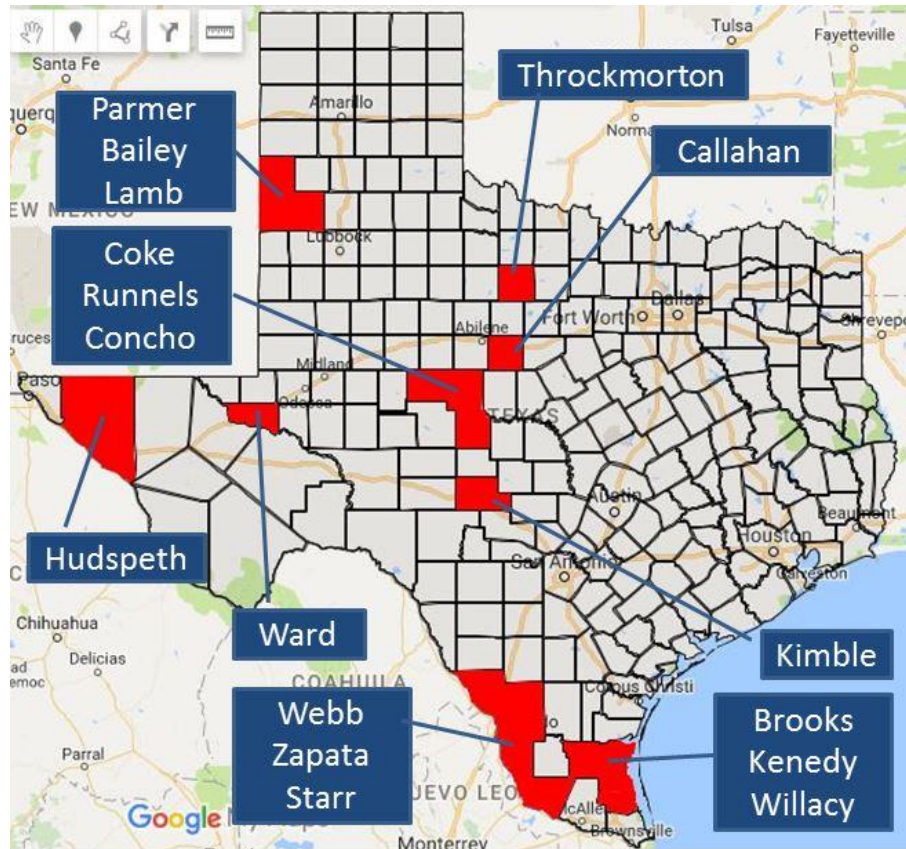 Tulsa
Fayetteville
Santa Fe
Amarillo
Throckmorton
Parmer
Bailey
Lamb
Callahan
Lubbock
Coke
Runnels
Concho
Abilene
Fort Worth
Dallas
Midland
Odessa
TEXAS
Austin
Houston
Beaumont
San Antonio
Galveston
Hudspeth
Chihuahua
Ward
Kimble
Delicias
COAHUILA
Corpus Christi
Webb
Zapata
Starr
Brooks
Kenedy
Willacy
Parral
Google
Brownsville
Monterrey